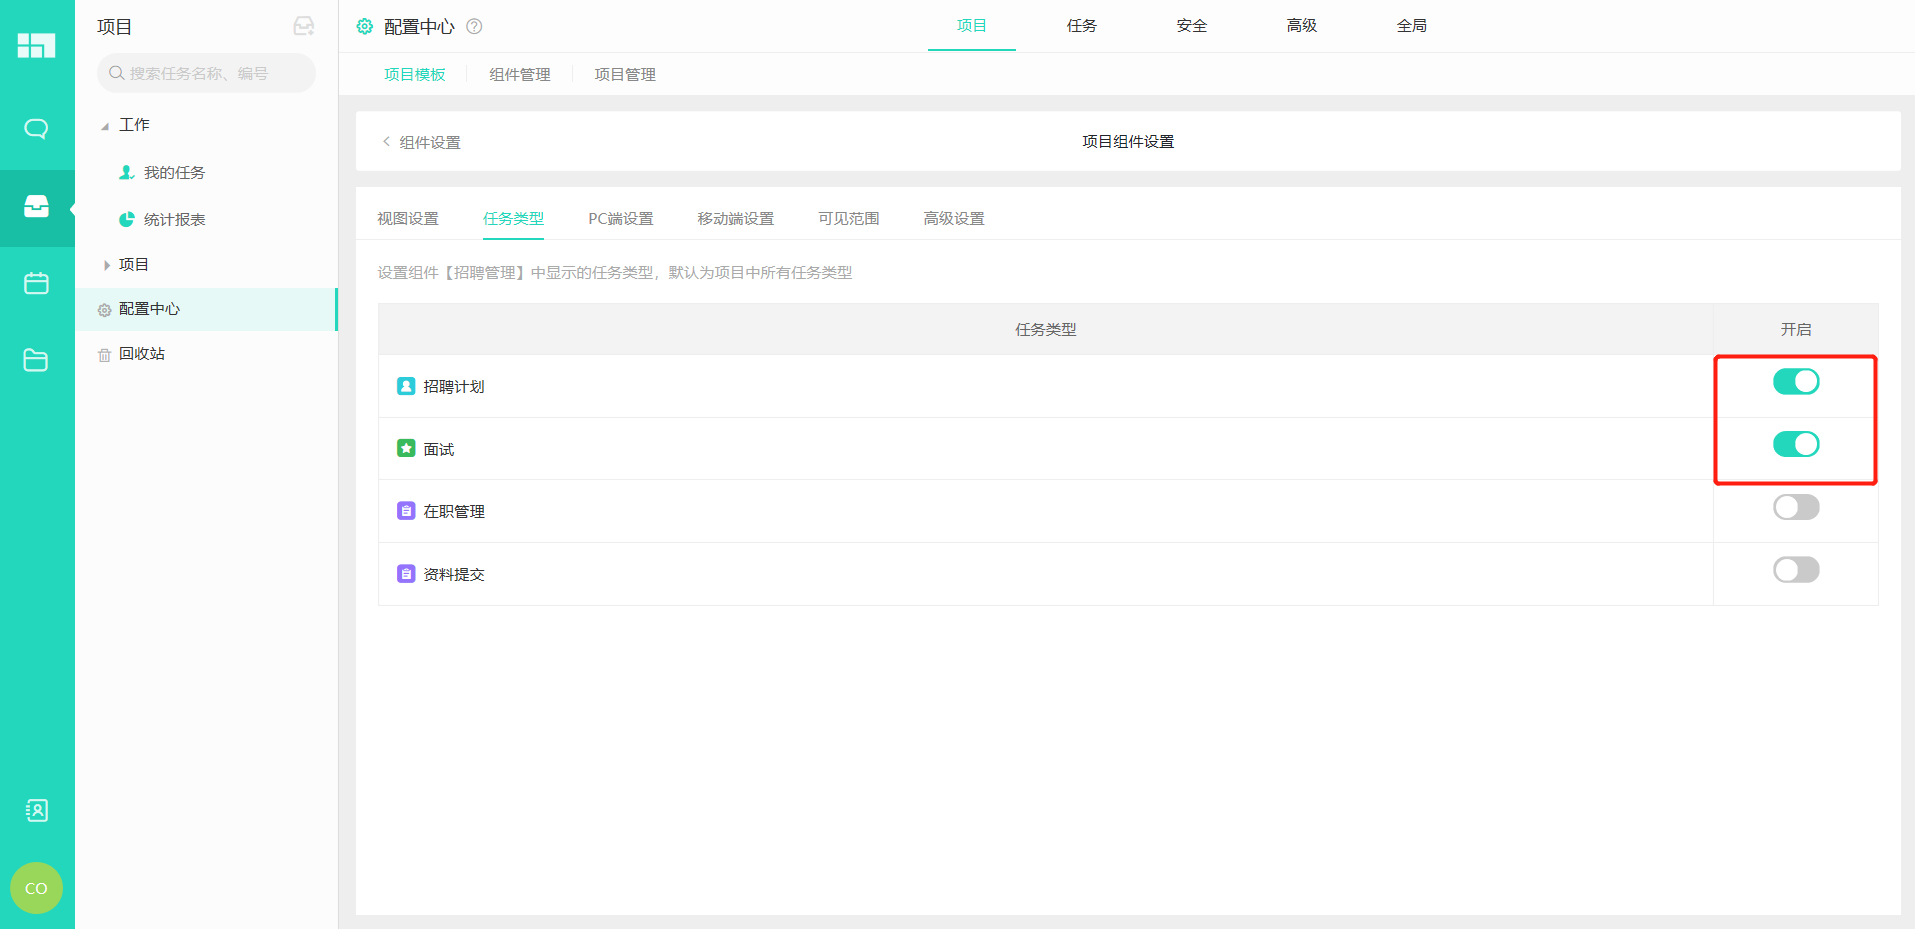 项目
搜索任务名称、编号
工作
我的任务
统计报表
项目
配置中心
回收站
CO
配置中心
项目 任务 安全 高级 全局
项目模板 组件管理 项目管理
组件设置
项目组件设置
视图设置 任务类型 PC端设置 移动端设置 可见范围 高级设置
设置组件【招聘管理】中显示的任务类型，默认为项目中所有任务类型
任务类型 开启
招聘计划
面试
在职管理
资料提交